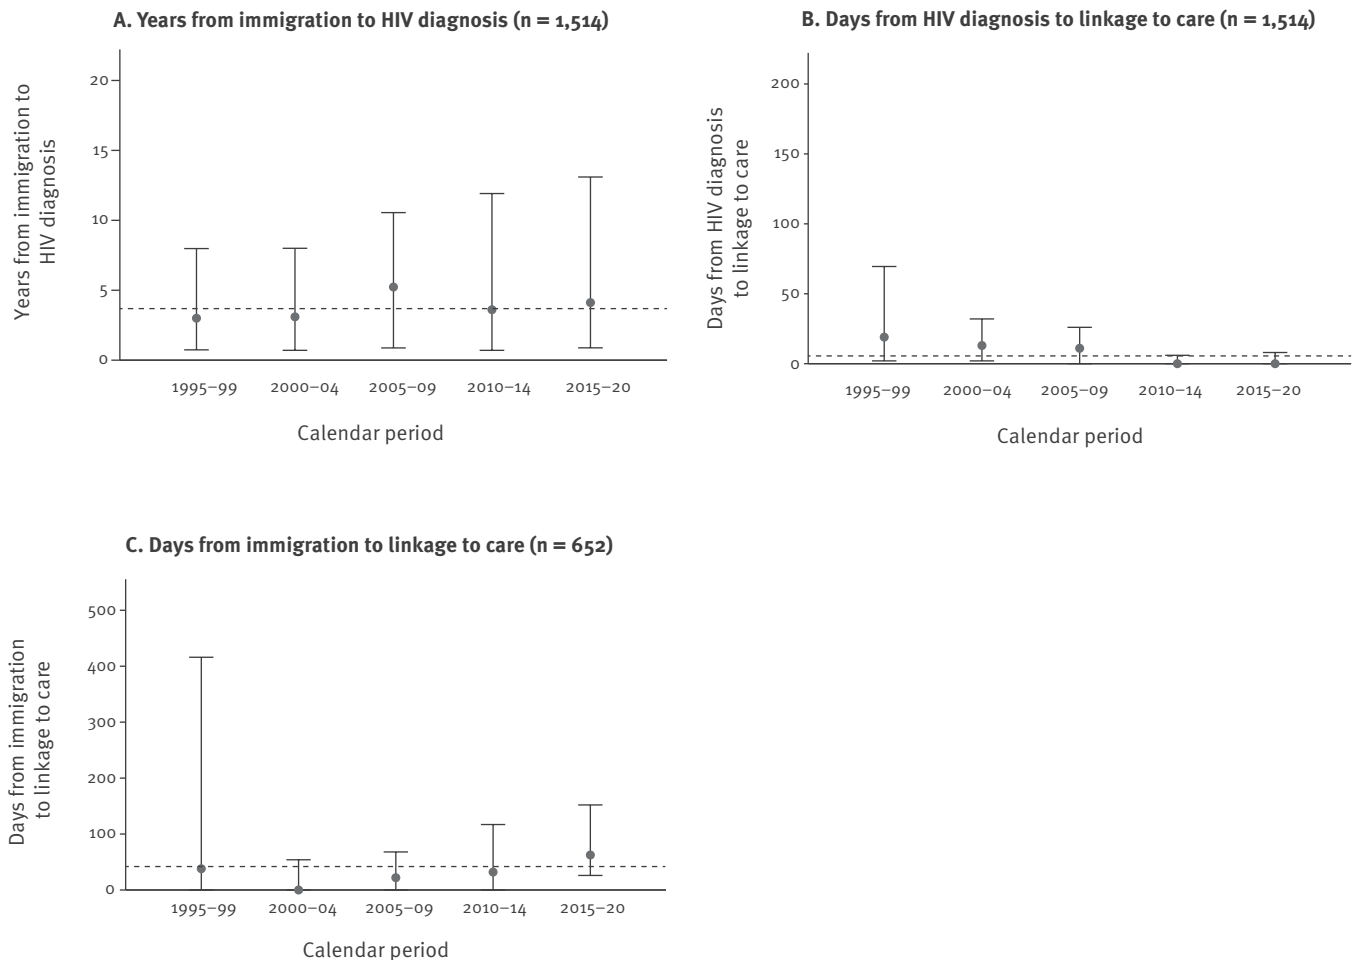 A. Years from immigration to HIV diagnosis (n = 1,514)
Years from immigration to
HIV diagnosis
20
15
10
5
0
1995–99 2000–04 2005–09 2010–14 2015–20
Calendar period
B. Days from HIV diagnosis to linkage to care (n = 1,514)
Days from HIV diagnosis
to linkage to care
200
150
100
50
0
1995–99 2000–04 2005–09 2010–14 2015–20
Calendar period
C. Days from immigration to linkage to care (n = 652)
Days from immigration
to linkage to care
500
400
300
200
100
0
1995–99 2000–04 2005–09 2010–14 2015–20
Calendar period